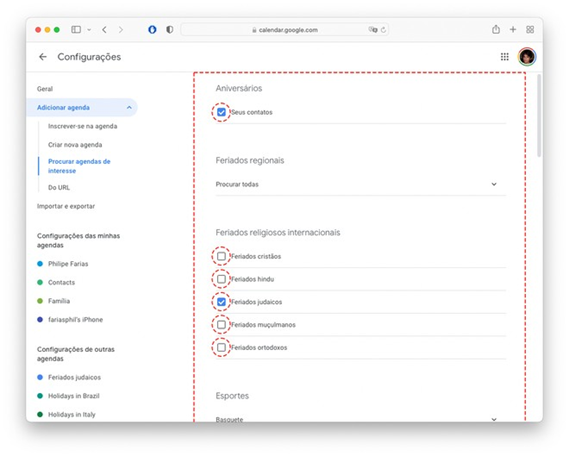 calendar.google.com
Configurações
Geral
Adicionar agenda
Inscrever-se na agenda
Criar nova agenda
Procurar agendas de
interesse
Do URL
Importar e exportar
Configurações das minhas
agendas
Philipe Farias
Contacts
Família
fariasphil's iPhone
Configurações de outras
agendas
Feriados judaicos
Holidays in Brazil
Holidays in Italy
Aniversários
Seus contatos
Feriados regionais
Procurar todas
Feriados religiosos internacionais
Feriados cristãos
Feriados hindu
Feriados judaicos
Feriados muçulmanos
Feriados ortodoxos
Esportes
Basquete